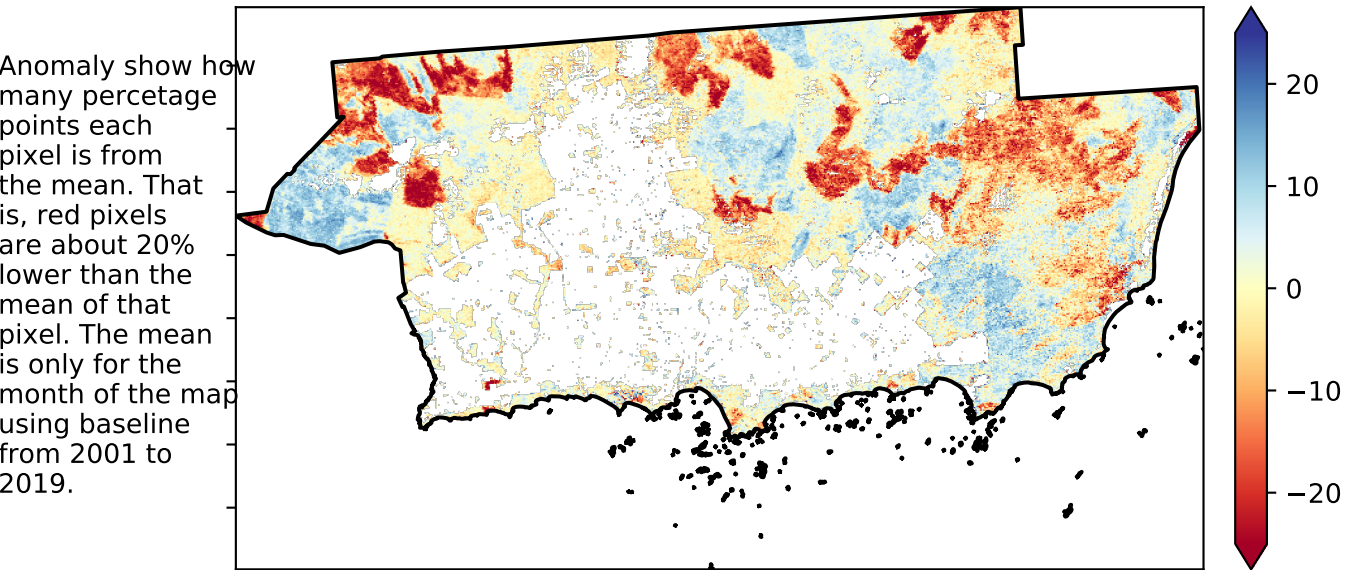 Anomaly show how
many percetage
points each
pixel is from
the mean. That
is, red pixels
are about 20%
lower than the
mean of that
pixel. The mean
is only for the
month of the map
using baseline
from 2001 to
2019.
20
10
0
−10
−20